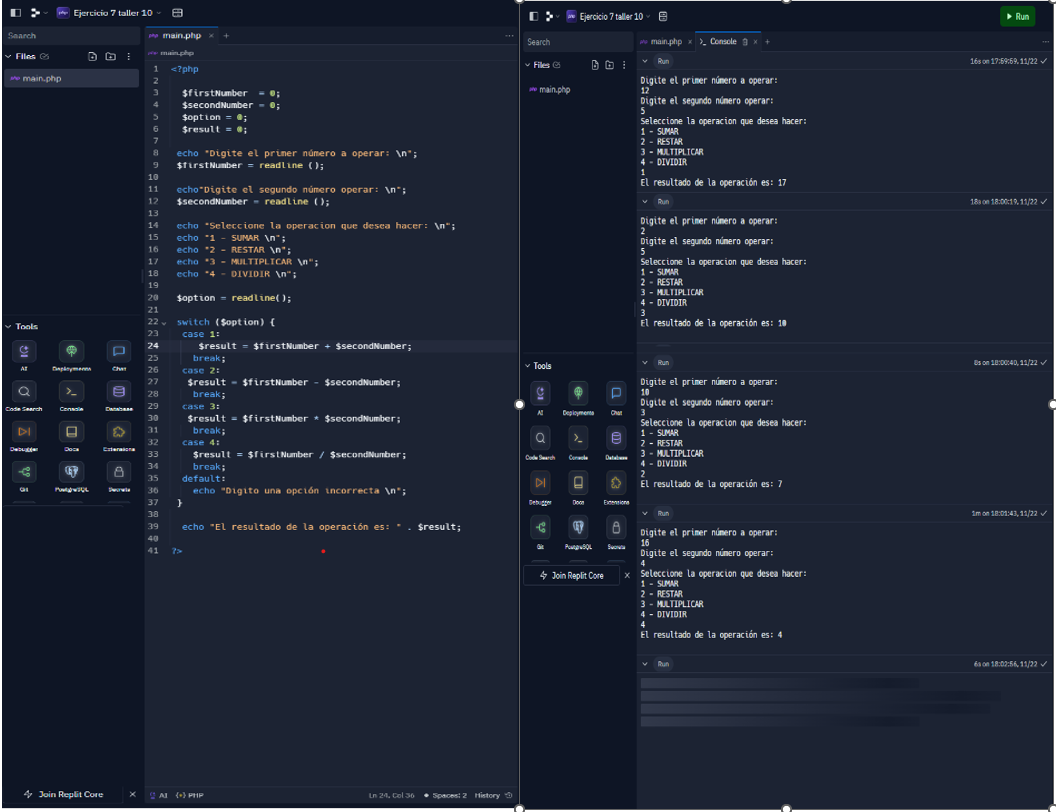 Ejercicio 7 taller 10
Search
Files
main.php
main.php × +
main.php
1 <?php
2
3 $firstNumber = 0;
4 $secondNumber = 0;
5 $option = 0;
6 $result = 0;
7
8 echo "Digite el primer número a operar: \n";
9 $firstNumber = readline ();
10
11 echo"Digite el segundo número operar: \n";
12 $secondNumber = readline ();
13
14 echo "Seleccione la operacion que desea hacer: \n";
15 echo "1 - SUMAR \n";
16 echo "2 - RESTAR \n";
17 echo "3 - MULTIPLICAR \n";
18 echo "4 - DIVIDIR \n";
19
20 $option = readline();
21
22 switch ($option) {
23 case 1:
24 $result = $firstNumber + $secondNumber;
25 break;
26 case 2:
27 $result = $firstNumber - $secondNumber;
28 break;
29 case 3:
30 $result = $firstNumber * $secondNumber;
31 break;
32 case 4:
33 $result = $firstNumber / $secondNumber;
34 break;
35 default:
36 echo "Digito una opción incorrecta \n";
37 }
38
39 echo "El resultado de la operación es: " . $result;
40
41 ?>
Tools
AI Deployments Chat
Code Search Console Database
Debugger Docs Extensions
Git PostgreSQL Secrets
Join Replit Core ×
AI {+} PHP
Ln 24, Col 36 Spaces: 2 History
Ejercicio 7 taller 10
Run
Search
Files
main.php
main.php × Console × +
Run 16s on 17:59:59, 11/22
Digite el primer número a operar:
12
Digite el segundo número operar:
5
Seleccione la operacion que desea hacer:
1 - SUMAR
2 - RESTAR
3 - MULTIPLICAR
4 - DIVIDIR
1
El resultado de la operación es: 17
Run 18s on 18:00:19, 11/22
Digite el primer número a operar:
2
Digite el segundo número operar:
5
Seleccione la operacion que desea hacer:
1 - SUMAR
2 - RESTAR
3 - MULTIPLICAR
4 - DIVIDIR
3
El resultado de la operación es: 10
Run 8s on 18:00:40, 11/22
Digite el primer número a operar:
10
Digite el segundo número operar:
3
Seleccione la operacion que desea hacer:
1 - SUMAR
2 - RESTAR
3 - MULTIPLICAR
4 - DIVIDIR
2
El resultado de la operación es: 7
Run 1m on 18:01:43, 11/22
Digite el primer número a operar:
16
Digite el segundo número operar:
4
Seleccione la operacion que desea hacer:
1 - SUMAR
2 - RESTAR
3 - MULTIPLICAR
4 - DIVIDIR
4
El resultado de la operación es: 4
Run 6s on 18:02:56, 11/22
Tools
AI Deployments Chat
Code Search Console Database
Debugger Docs Extensions
Git PostgreSQL Secrets
Join Replit Core ×